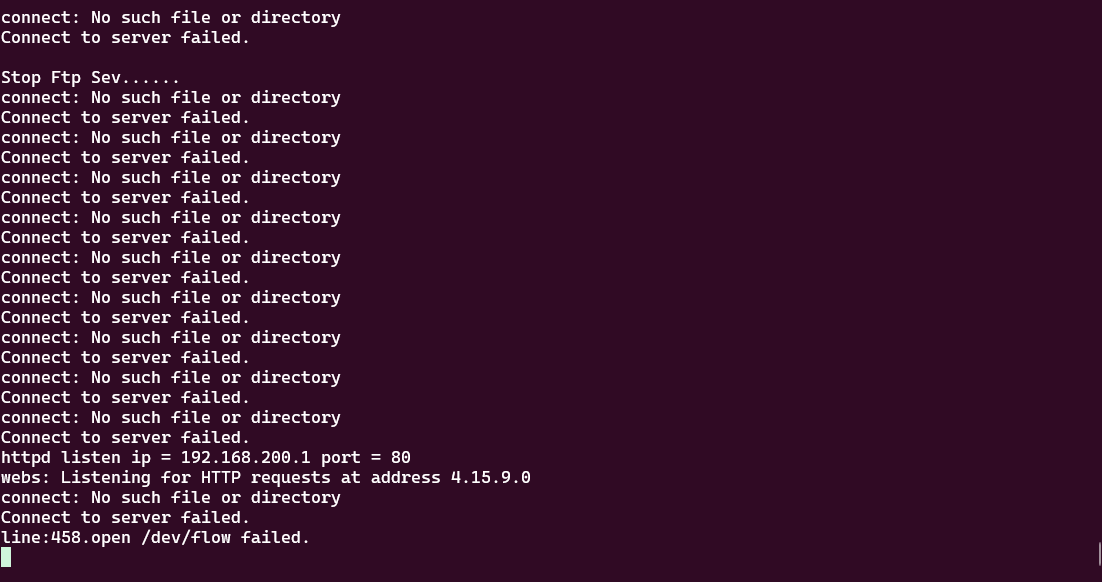 connect: No such file or directory
Connect to server failed.
Stop Ftp Sev......
connect: No such file or directory
Connect to server failed.
connect: No such file or directory
Connect to server failed.
connect: No such file or directory
Connect to server failed.
connect: No such file or directory
Connect to server failed.
connect: No such file or directory
Connect to server failed.
connect: No such file or directory
Connect to server failed.
connect: No such file or directory
Connect to server failed.
connect: No such file or directory
Connect to server failed.
connect: No such file or directory
Connect to server failed.
httpd listen ip = 192.168.200.1 port = 80
webs: Listening for HTTP requests at address 4.15.9.0
connect: No such file or directory
Connect to server failed.
line:458.open /dev/flow failed.